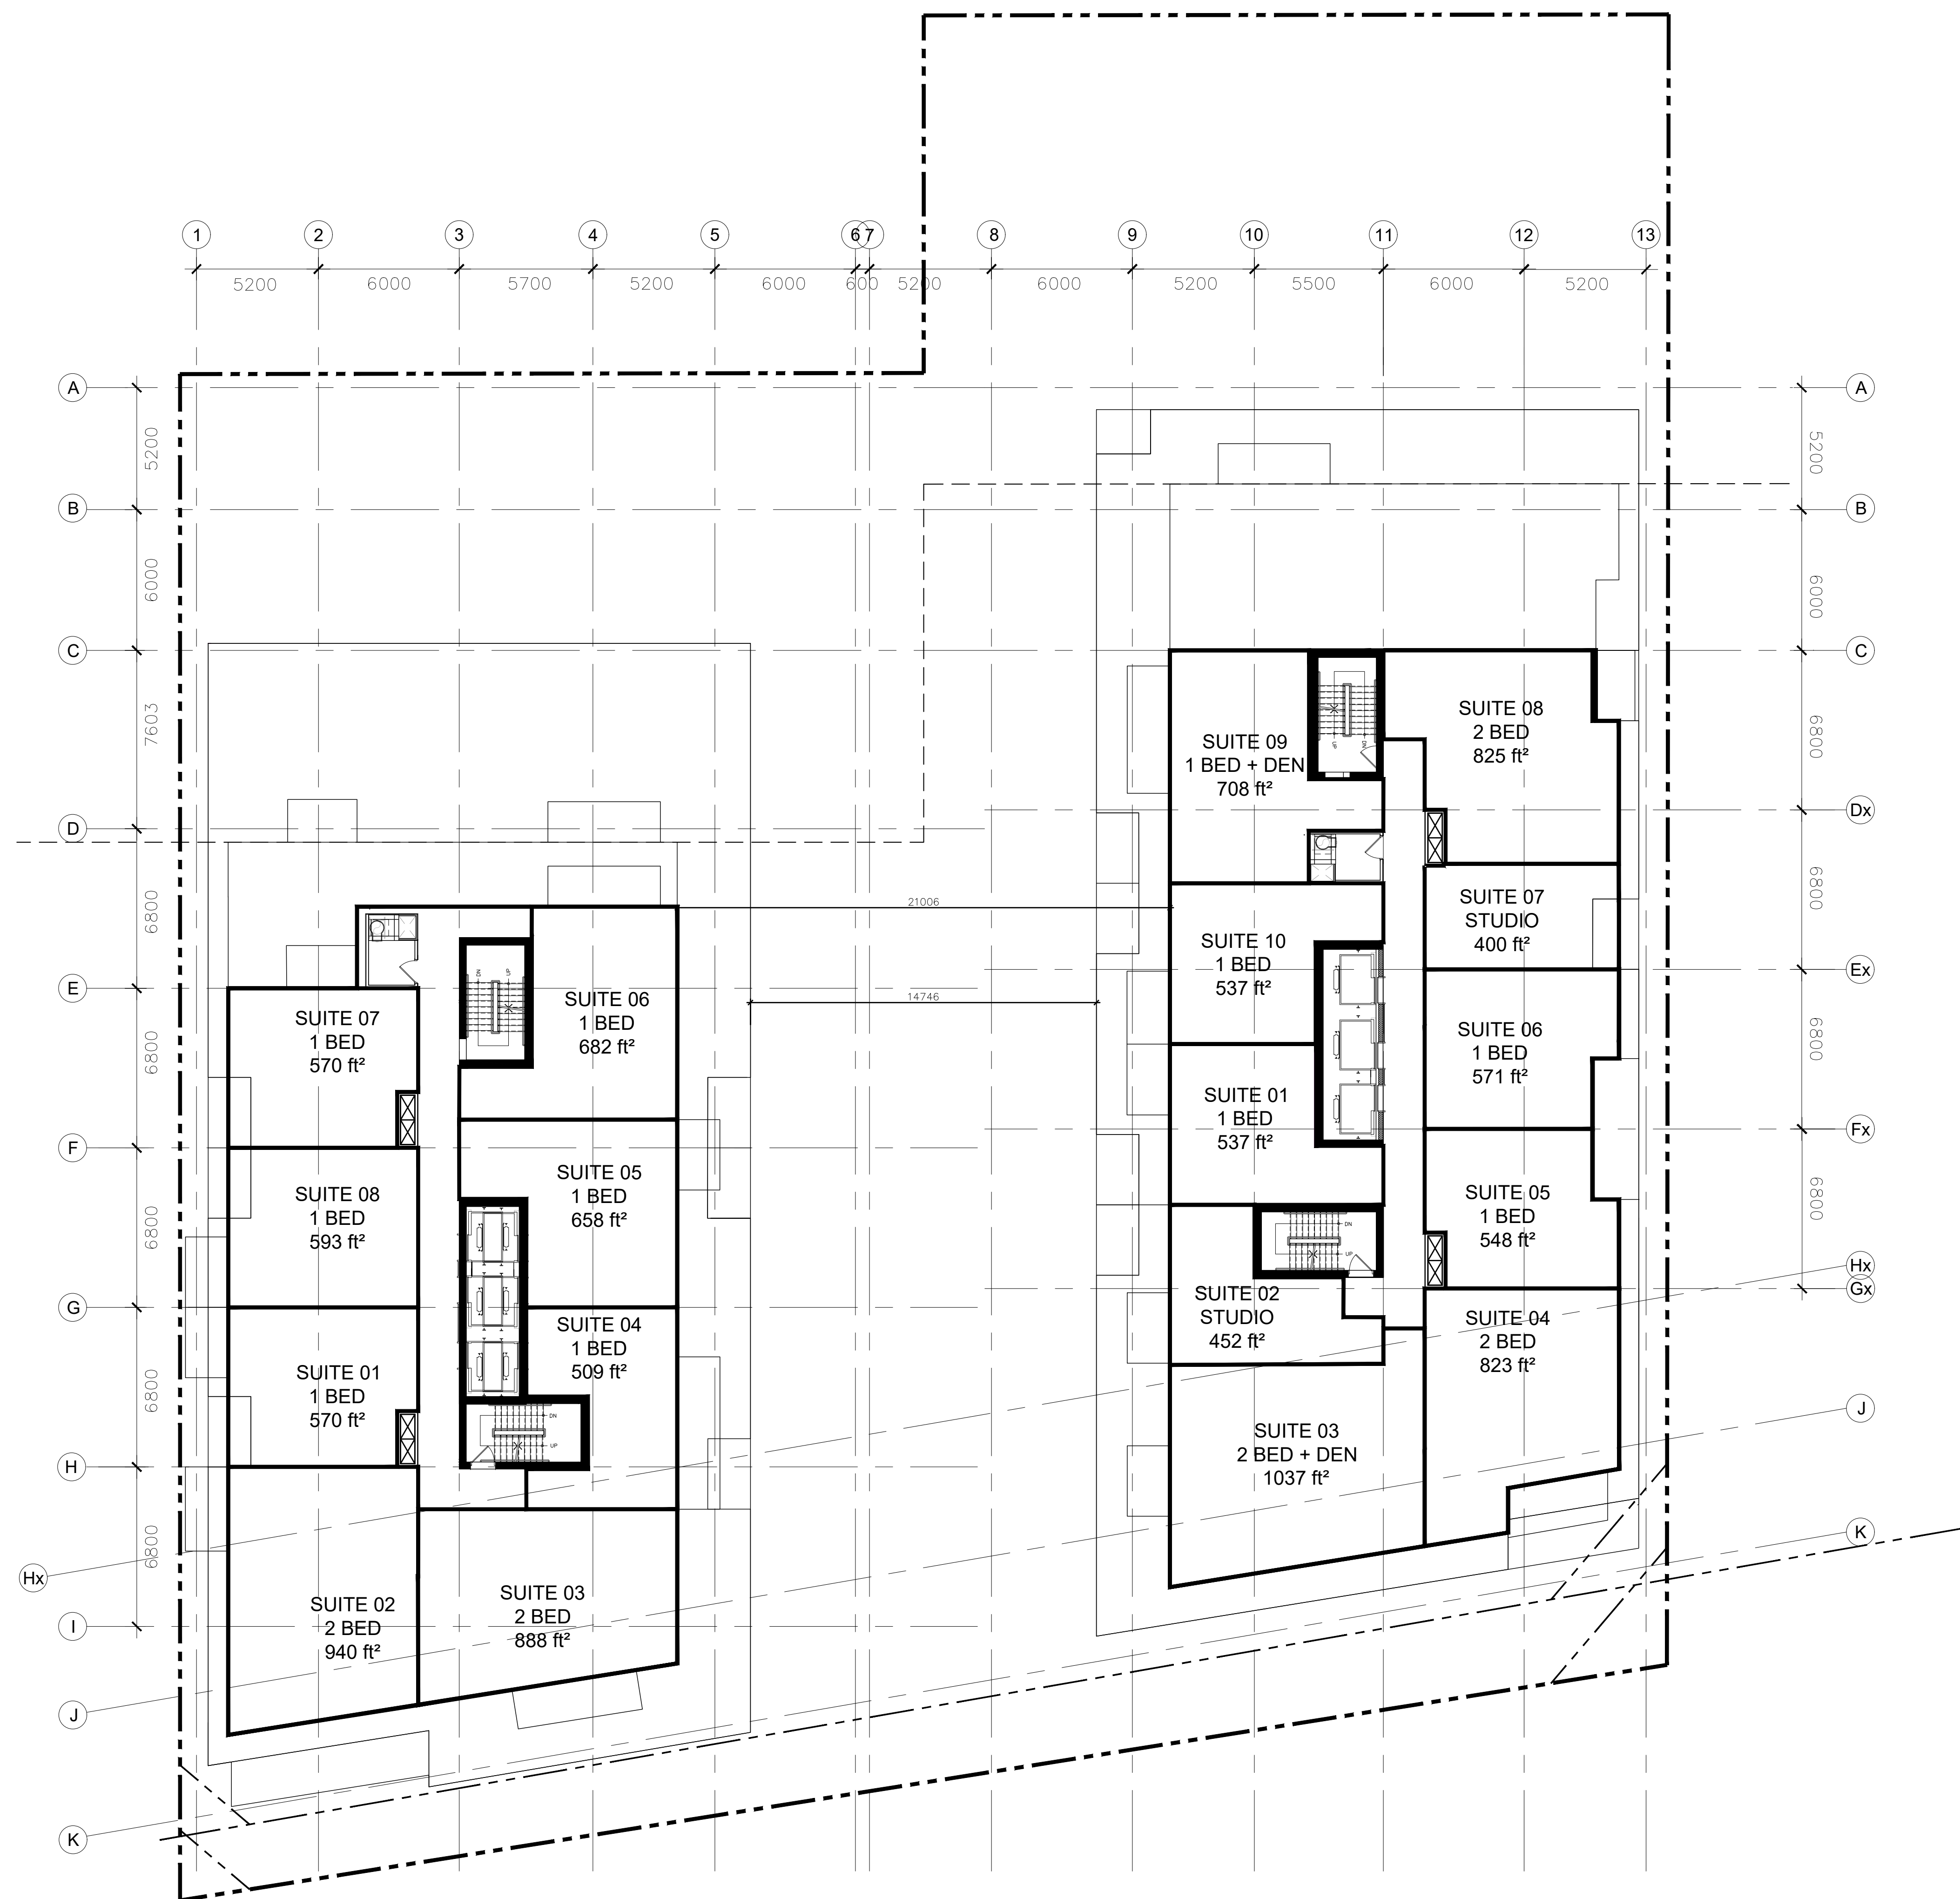 1
2
3
4
5
6
7
8
9
10
11
12
13
5200
6000
5700
5200
6000
600
5200
6000
5200
5500
6000
5200
A
B
C
D
E
F
G
H
Hx
I
J
K
5200
6000
7603
6800
6800
6800
6800
6800
A
B
C
Dx
Ex
Fx
Hx
Gx
J
K
5200
6000
6800
6800
6800
6800
21006
14746
SUITE 07
1 BED
570 ft²
SUITE 08
1 BED
593 ft²
SUITE 01
1 BED
570 ft²
SUITE 02
2 BED
940 ft²
SUITE 06
1 BED
682 ft²
SUITE 05
1 BED
658 ft²
SUITE 04
1 BED
509 ft²
SUITE 03
2 BED
888 ft²
DN
UP
DN
UP
SUITE 09
1 BED + DEN
708 ft²
SUITE 10
1 BED
537 ft²
SUITE 01
1 BED
537 ft²
SUITE 02
STUDIO
452 ft²
SUITE 03
2 BED + DEN
1037 ft²
SUITE 08
2 BED
825 ft²
SUITE 07
STUDIO
400 ft²
SUITE 06
1 BED
571 ft²
SUITE 05
1 BED
548 ft²
SUITE 04
2 BED
823 ft²
UP
DN
DN
UP